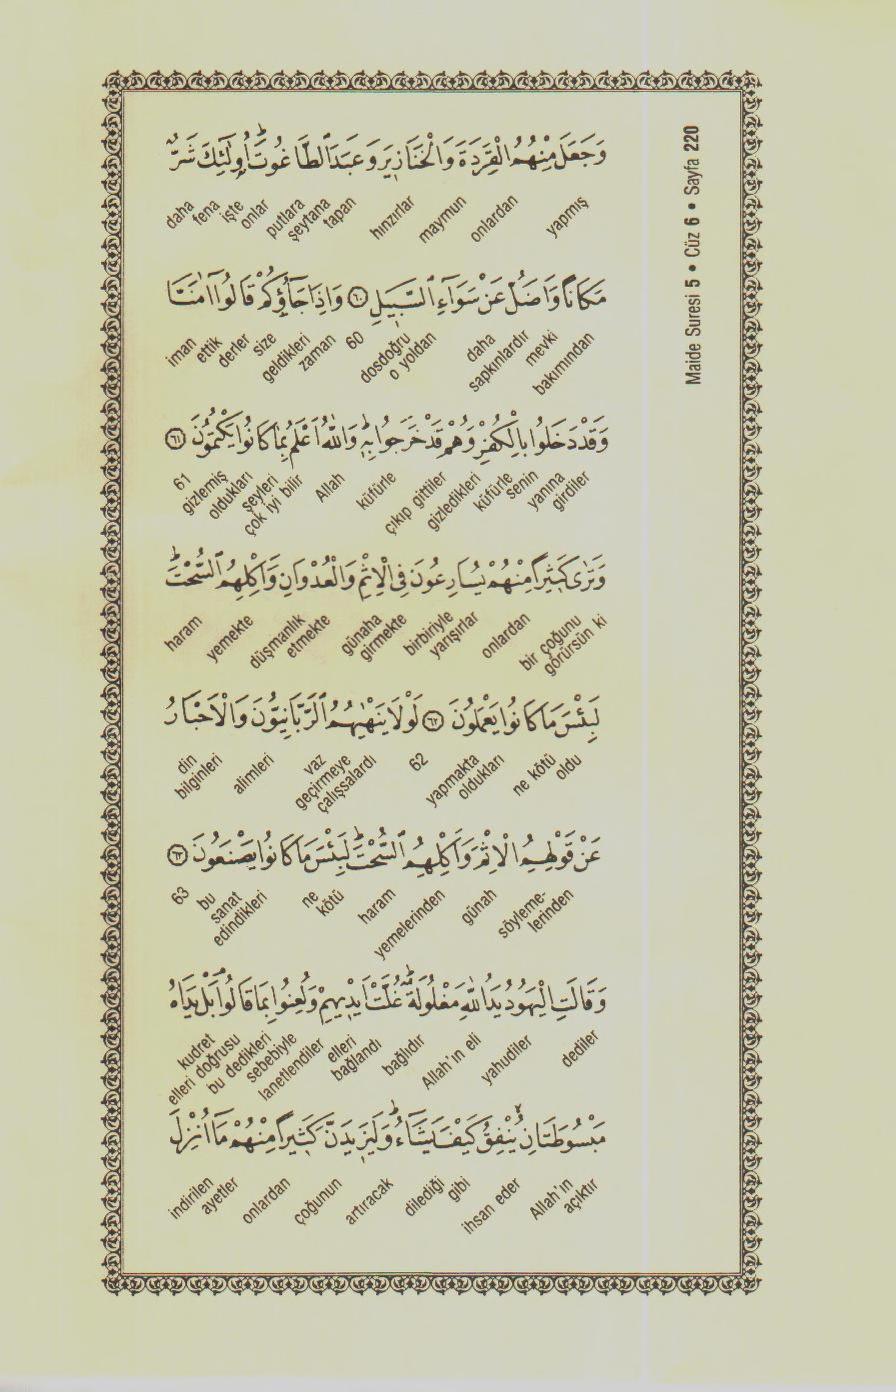 Maide Suresi 5 • Cüz 6 • Sayfa 220
وَجَعَلَ مِنْهُمُ الْقِرَدَةَ وَالْخَنَازِيرَ وَعَبَدَ الطَّاغُوتَ اُولٰٓئِكَ شَرٌّ
yapmış onlardan maymun hınzırlar tapan şeytana putlara onlar işte fena daha
مَكَانًا وَاَضَلُّ عَنْ سَوَٓاءِ السَّبِيلِ ﴿٦٠﴾ وَاِذَا جَٓاؤُ۫كُمْ قَالُٓوا اٰمَنَّا
bakımından mevki sapkınlardır daha o yoldan dosdoğru 60 zaman geldikleri size derler ettik iman
وَقَدْ دَخَلُوا بِالْكُفْرِ وَهُمْ قَدْ خَرَجُوا بِهِ وَاللّٰهُ اَعْلَمُ بِمَا كَانُوا يَكْتُمُونَ ﴿٦١﴾
girdiler yanına senin küfürle gizledikleri çıkıp gittiler küfürle Allah çok iyi bilir şeyleri oldukları gizlemiş 61
وَتَرٰى كَثِيرًا مِنْهُمْ يُسَارِعُونَ فِي الْاِثْمِ وَالْعُدْوَانِ وَاَكْلِهِمُ السُّحْتَ
görürsün ki bir çoğunu onlardan yarışırlar birbiriyle girmekte günaha etmekte düşmanlık yemekte haram
لَبِئْسَ مَا كَانُوا يَعْمَلُونَ ﴿٦٢﴾ لَوْلَا يَنْهٰيهُمُ الرَّبَّانِيُّونَ وَالْاَحْبَارُ
oldu ne kötü oldukları yapmakta 62 çalışsalardı geçirmeye vaz alimleri bilginleri din
عَنْ قَوْلِهِمُ الْاِثْمَ وَاَكْلِهِمُ السُّحْتَ لَبِئْسَ مَا كَانُوا يَصْنَعُونَ ﴿٦٣﴾
söyleme-lerinden günah yemelerinden haram kötü ne edindikleri sanat bu 63
وَقَالَتِ الْيَهُودُ يَدُ اللّٰهِ مَغْلُولَةٌ غُلَّتْ اَيْدِيهِمْ وَلُعِنُوا بِمَا قَالُوا بَلْ يَدَاهُ
dediler yahudiler Allah'ın eli bağlıdır bağlandı elleri lanetlendiler sebebiyle bu dedikleri elleri doğrusu kudret
مَبْسُوطَتَانِ يُنْفِقُ كَيْفَ يَشَٓاءُ وَلَيَزِيدَنَّ كَثِيرًا مِنْهُمْ مَٓا اُنْزِلَ
açıktır Allah'ın ihsan eder gibi dilediği artıracak çoğunun onlardan ayetler indirilen